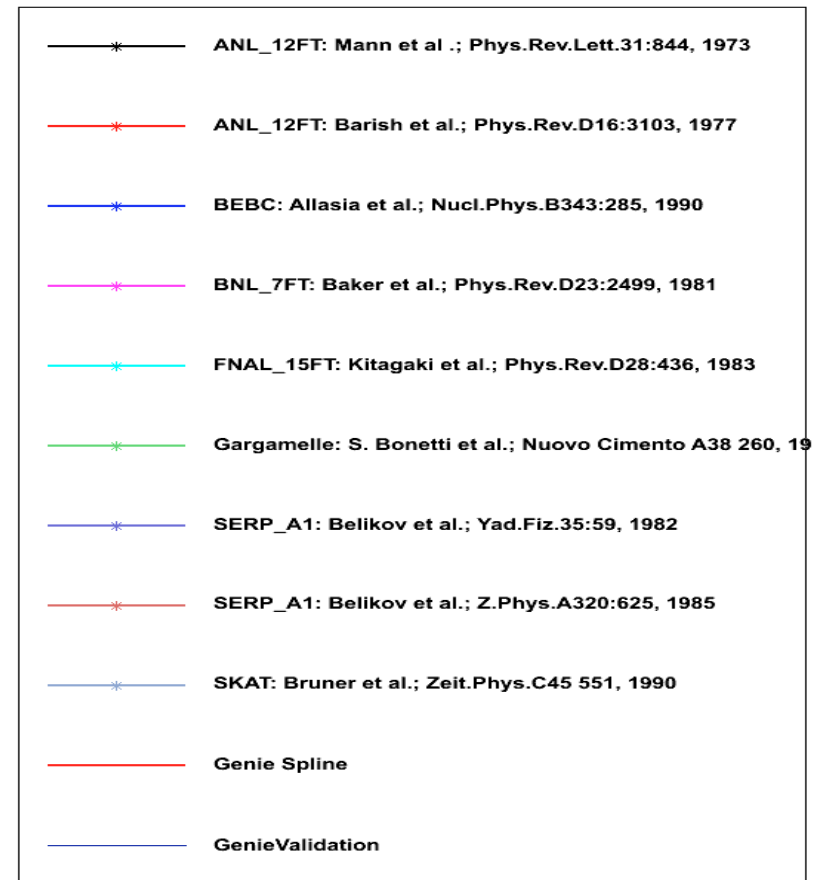 ANL_12FT: Mann et al .; Phys.Rev.Lett.31:844, 1973
ANL_12FT: Barish et al.; Phys.Rev.D16:3103, 1977
BEBC: Allasia et al.; Nucl.Phys.B343:285, 1990
BNL_7FT: Baker et al.; Phys.Rev.D23:2499, 1981
FNAL_15FT: Kitagaki et al.; Phys.Rev.D28:436, 1983
Gargamelle: S. Bonetti et al.; Nuovo Cimento A38 260, 19
SERP_A1: Belikov et al.; Yad.Fiz.35:59, 1982
SERP_A1: Belikov et al.; Z.Phys.A320:625, 1985
SKAT: Bruner et al.; Zeit.Phys.C45 551, 1990
Genie Spline
GenieValidation